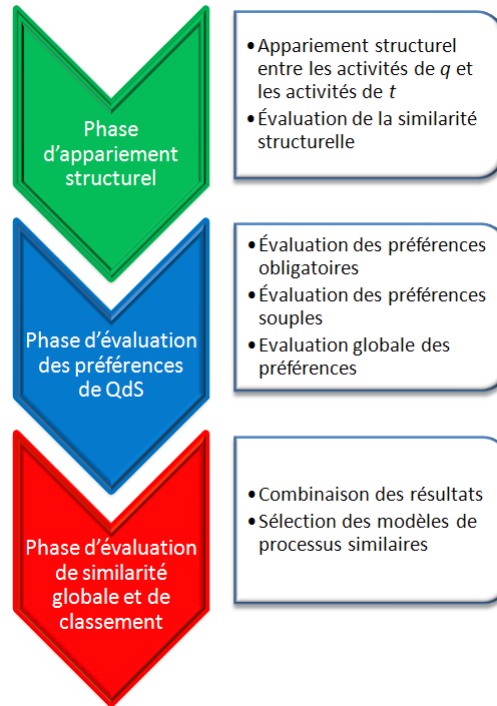 Phase
d'appariement
structurel
• Appariement structurel
entre les activités de q et
les activités de t
• Évaluation de la similarité
structurelle
Phase d'évaluation
des préférences
de QdS
• Évaluation des préférences
obligatoires
• Évaluation des préférences
souples
• Evaluation globale des
préférences
Phase d'évaluation
de similarité
globale et de
classement
• Combinaison des résultats
• Sélection des modèles de
processus similaires